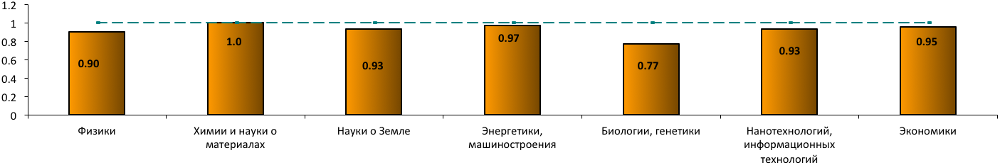 1.2
1
0.8
0.6
0.4
0.2
0
0.90
1.0
0.93
0.97
0.77
0.93
0.95
Физики
Химии и науки о
материалах
Науки о Земле
Энергетики,
машиностроения
Биологии, генетики
Нанотехнологий,
информационных
технологий
Экономики